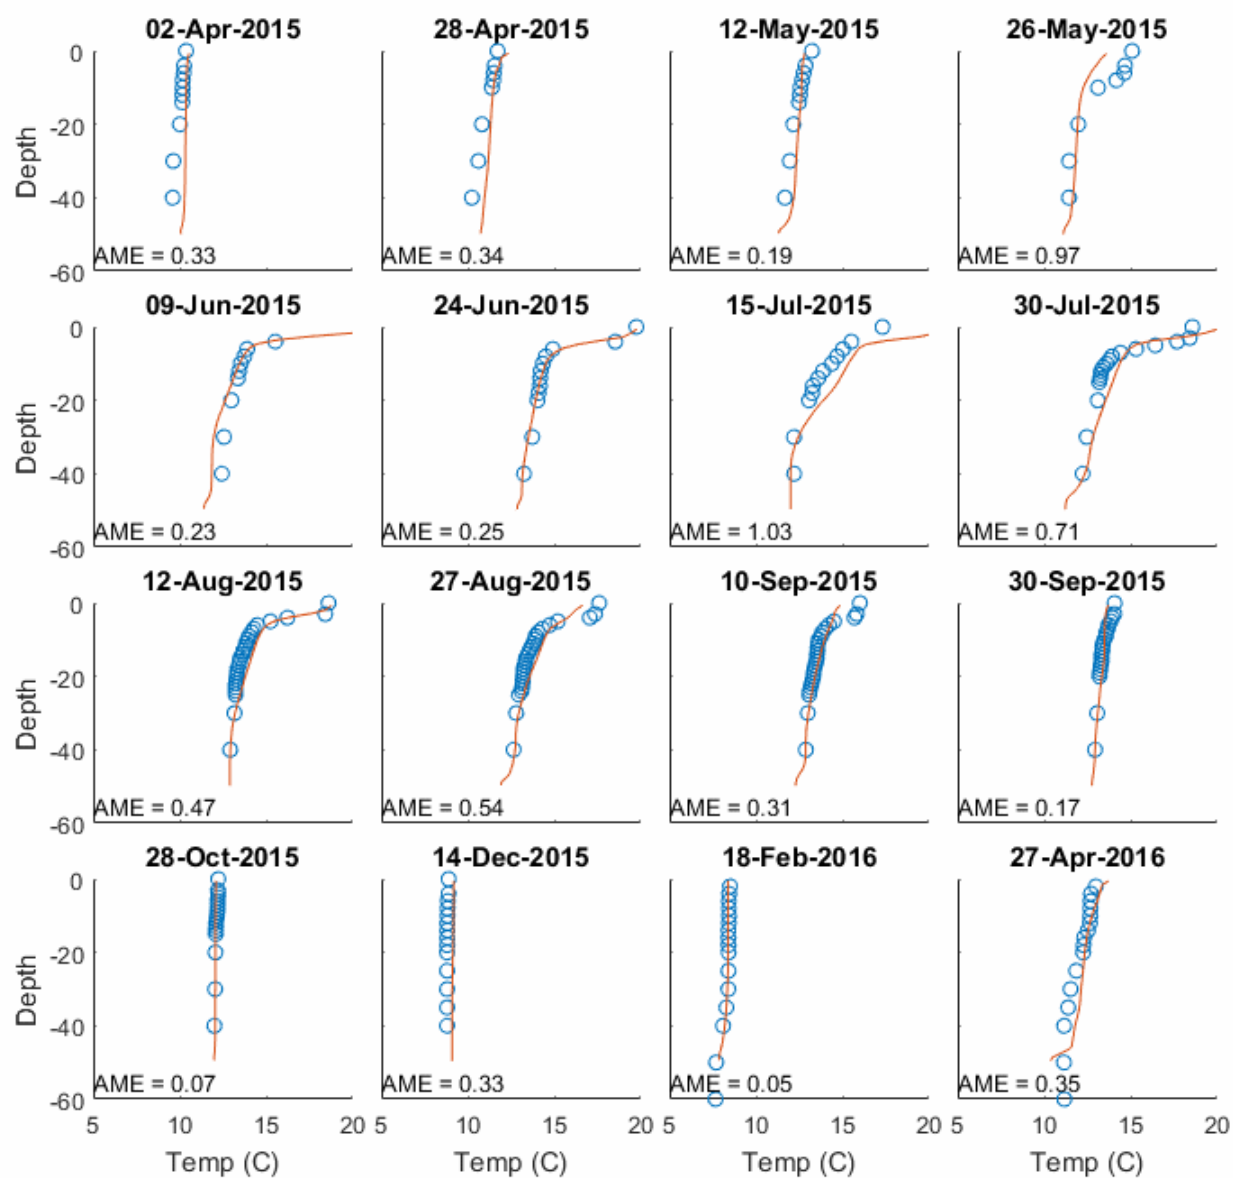 02-Apr-2015 28-Apr-2015 12-May-2015 26-May-2015
0
-20
-40
-60
Depth
AME = 0.33 AME = 0.34 AME = 0.19 AME = 0.97
09-Jun-2015 24-Jun-2015 15-Jul-2015 30-Jul-2015
0
-20
-40
-60
Depth
AME = 0.23 AME = 0.25 AME = 1.03 AME = 0.71
12-Aug-2015 27-Aug-2015 10-Sep-2015 30-Sep-2015
0
-20
-40
-60
Depth
AME = 0.47 AME = 0.54 AME = 0.31 AME = 0.17
28-Oct-2015 14-Dec-2015 18-Feb-2016 27-Apr-2016
0
-20
-40
-60
Depth
AME = 0.07 AME = 0.33 AME = 0.05 AME = 0.35
5 10 15 20 5 10 15 20 5 10 15 20 5 10 15 20
Temp (C) Temp (C) Temp (C) Temp (C)